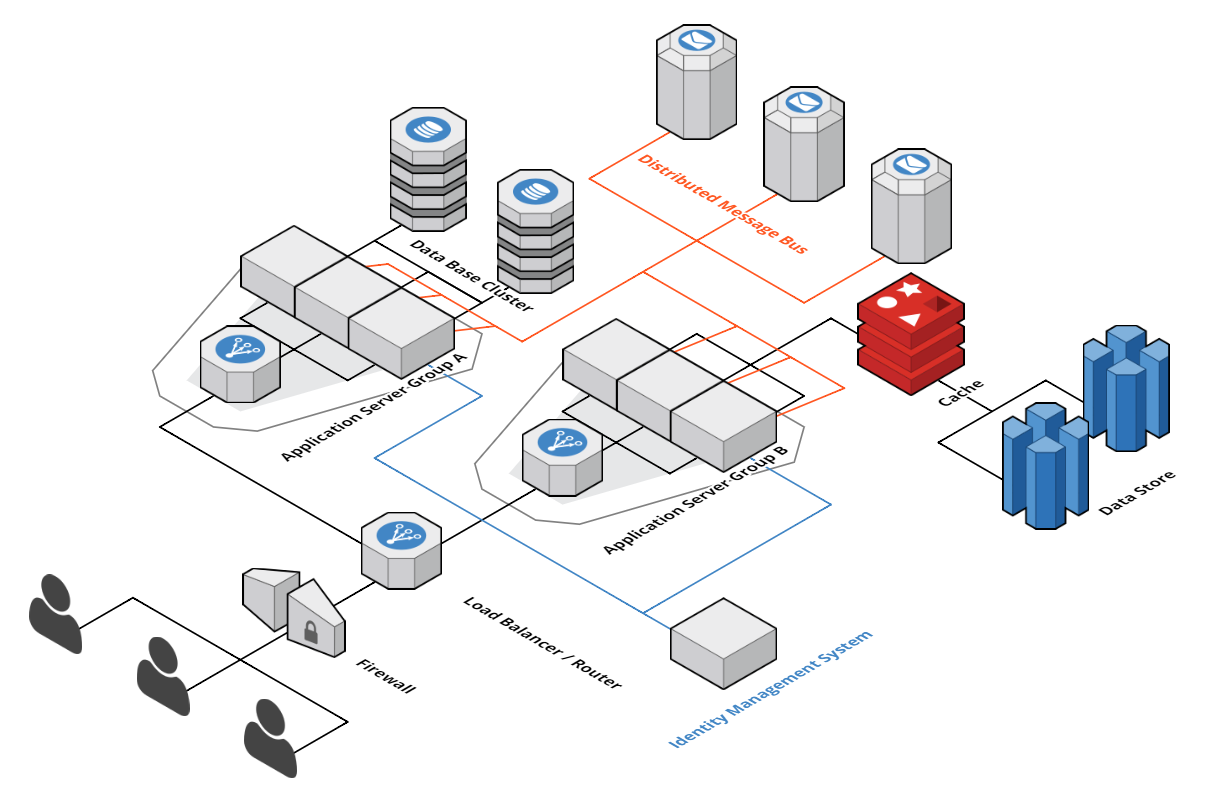 Distributed Message Bus
Data Base Cluster
Application Server-Group A
Cache
Application Server-Group B
Data Store
Load Balancer / Router
Firewall
Identity Management System